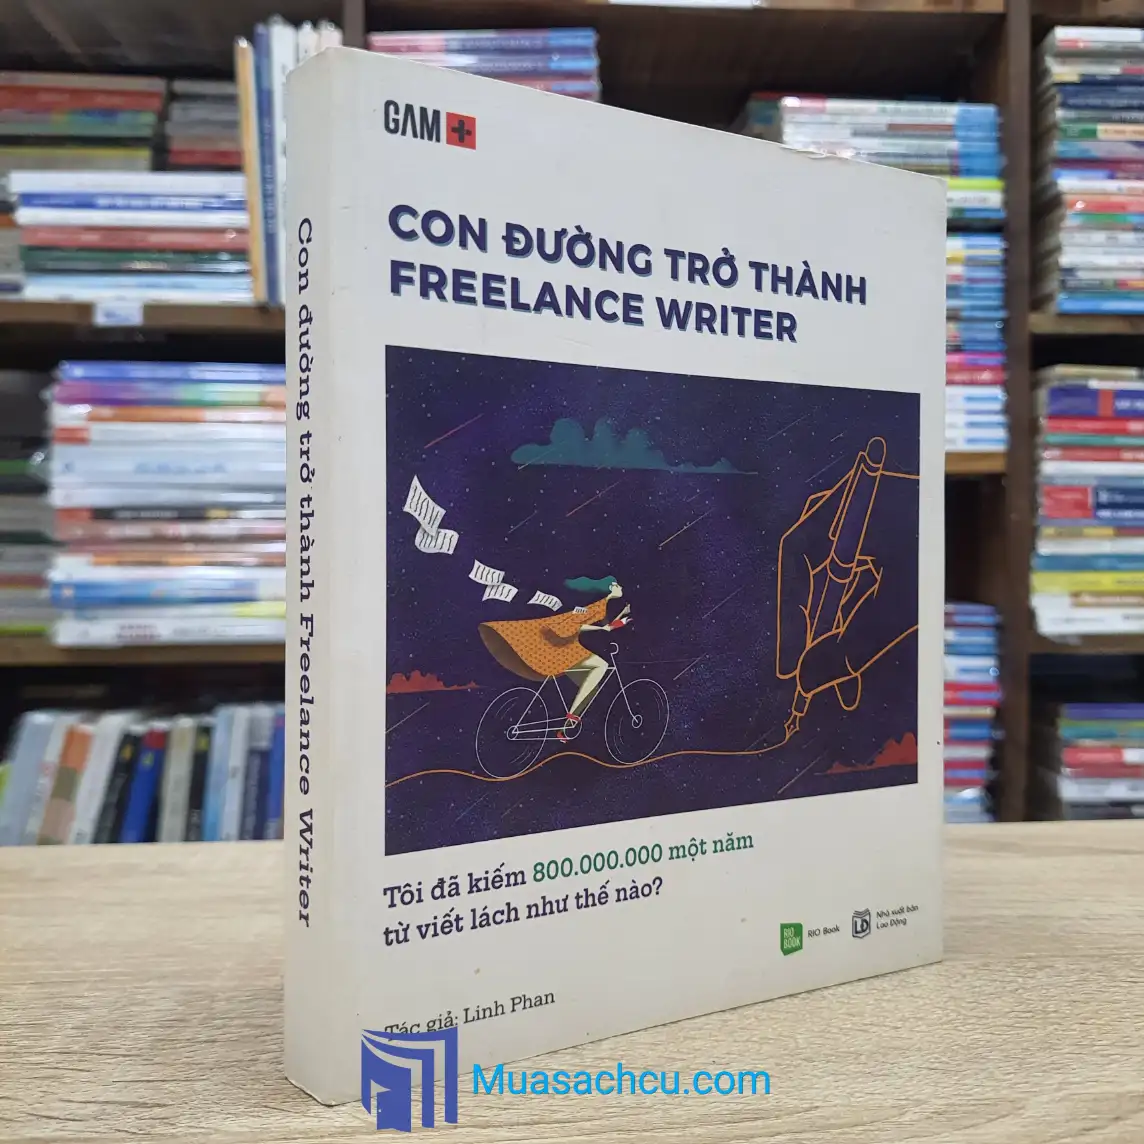 GAM+
CON ĐƯỜNG TRỞ THÀNH
FREELANCE WRITER
Con đường trở thành Freelance Writer
Tôi đã kiếm 800.000.000 một năm
từ viết lách như thế nào?
RIO
BOOK
RIO Book
LĐ
Nhà xuất bản
Lao Động
Tác giả: Linh Phan
Muasachcu.com